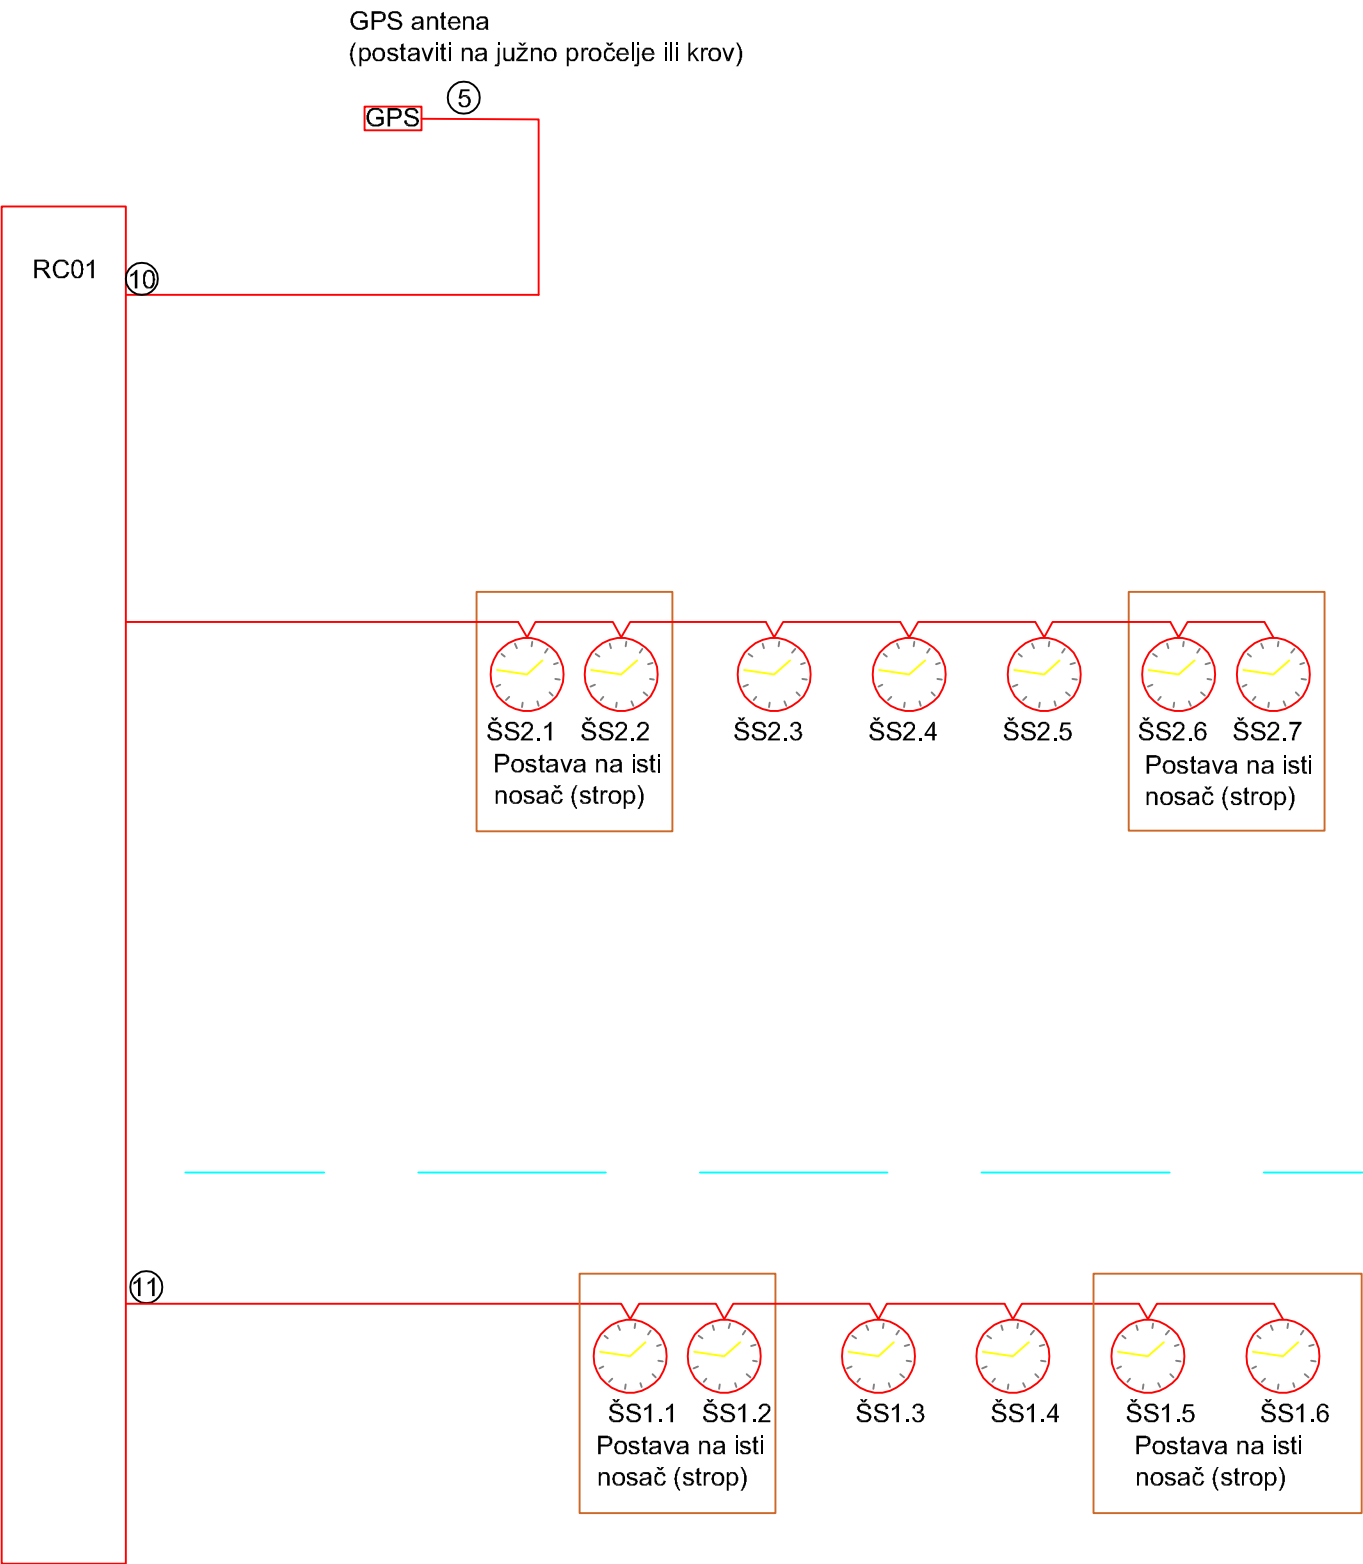 GPS antena
(postaviti na južno pročelje ili krov)
5
GPS
RC01
10
ŠS2.1 ŠS2.2 ŠS2.3 ŠS2.4 ŠS2.5 ŠS2.6 ŠS2.7
Postava na isti
nosač (strop)
Postava na isti
nosač (strop)
11
ŠS1.1 ŠS1.2 ŠS1.3 ŠS1.4 ŠS1.5 ŠS1.6
Postava na isti
nosač (strop)
Postava na isti
nosač (strop)